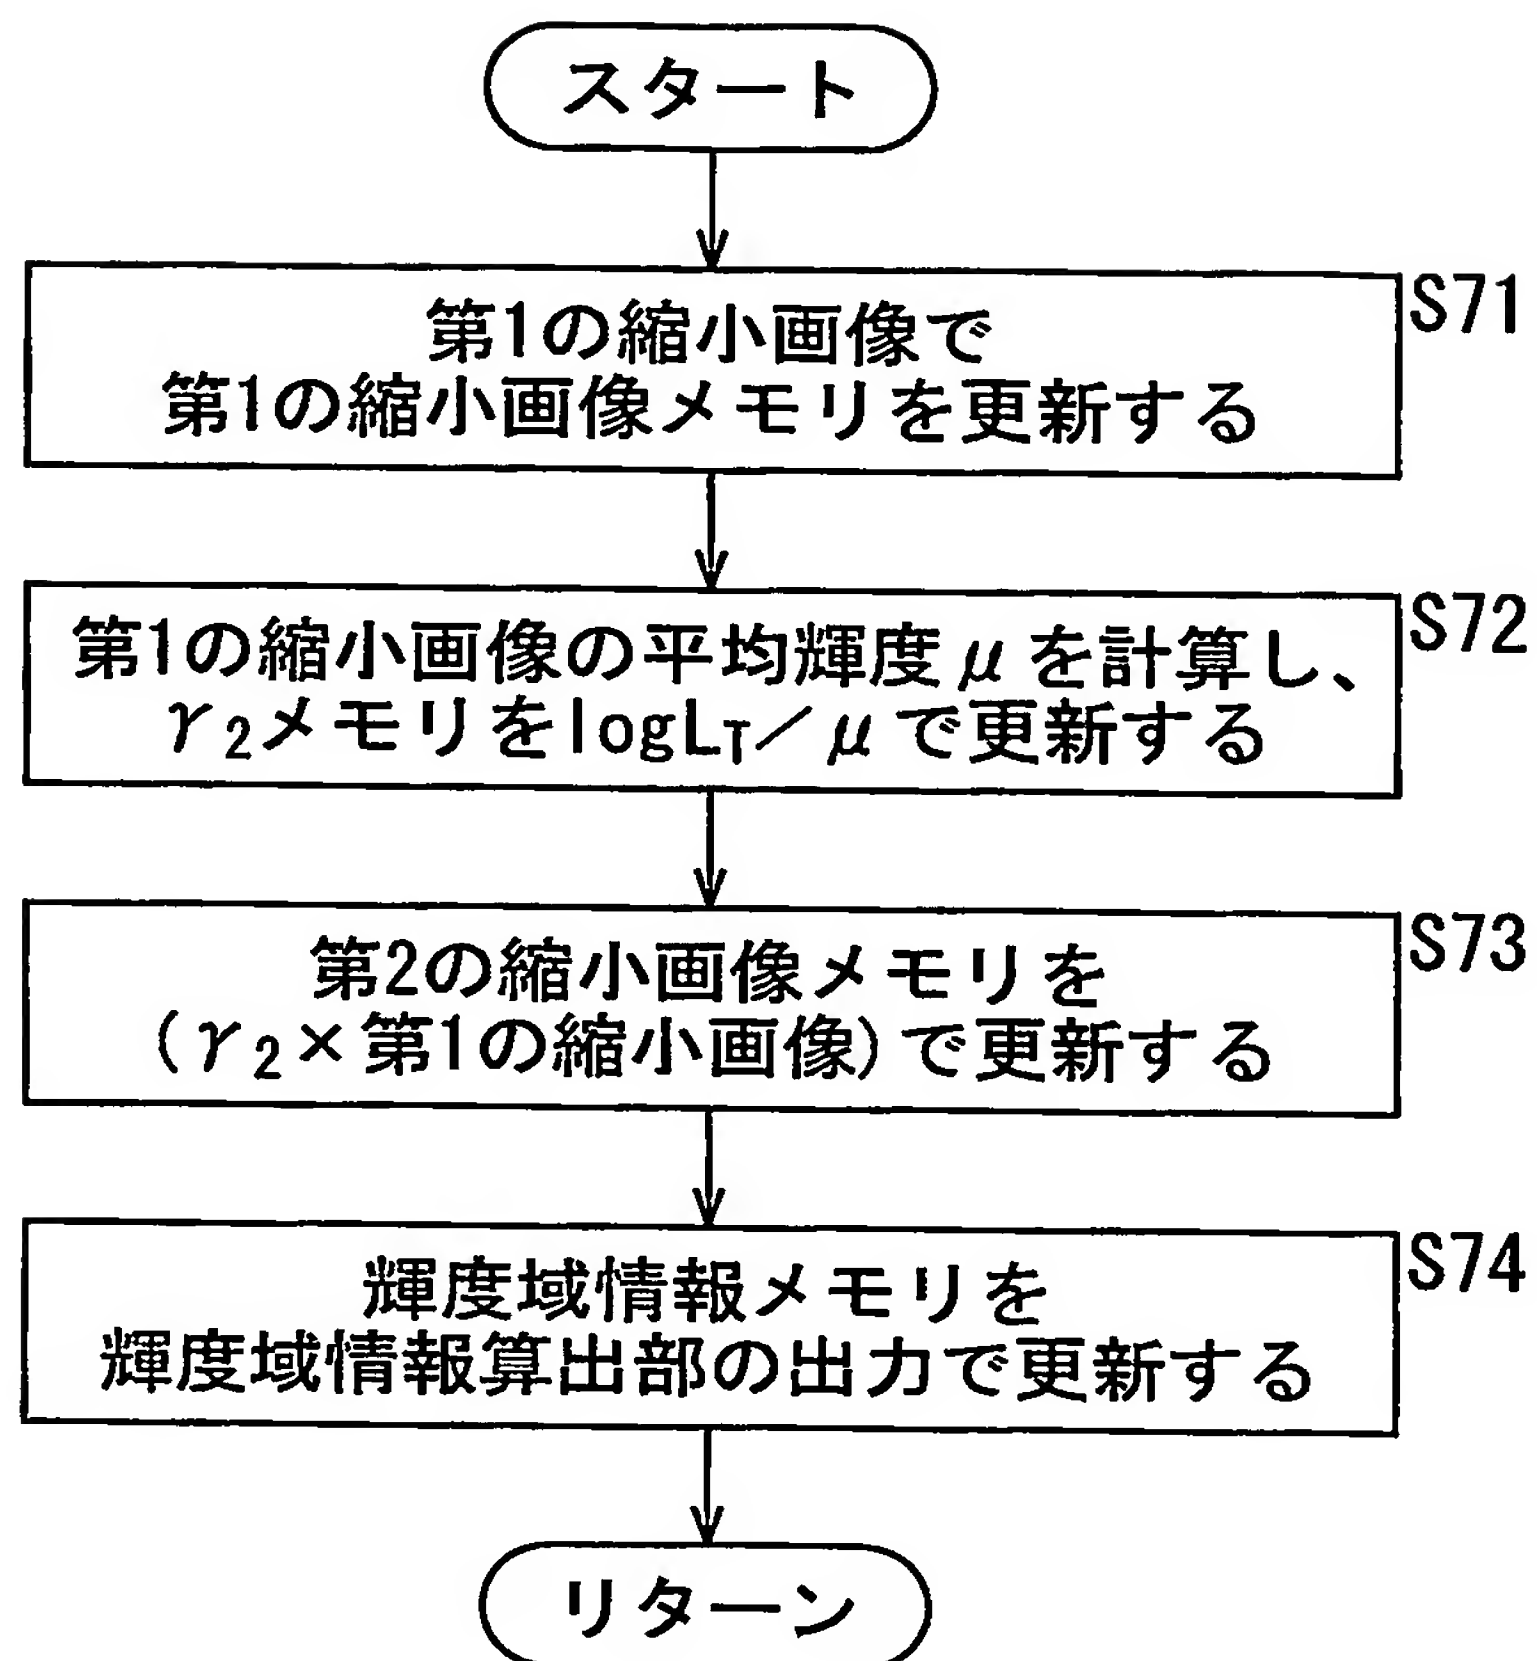 スタート
第1の縮小画像で
第1の縮小画像メモリを更新する
S71
第1の縮小画像の平均輝度μを計算し、
γ₂メモリをlogL_T／μで更新する
S72
第2の縮小画像メモリを
(γ₂×第1の縮小画像)で更新する
S73
輝度域情報メモリを
輝度域情報算出部の出力で更新する
S74
リターン